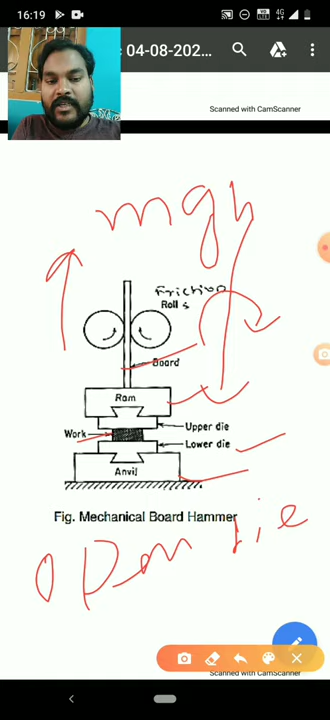 16:19
c 04-08-202...
Scanned with CamScanner
mgh
Friction
Rolls
Board
Ram
Work
Upper die
Lower die
Anvil
Fig. Mechanical Board Hammer
open die
Scanned with CamScanner